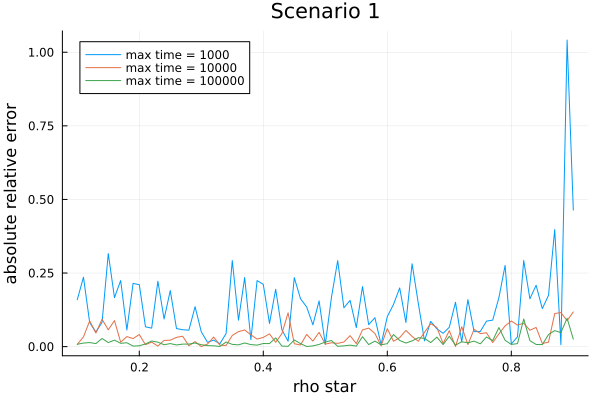 Scenario 1
max time = 1000
max time = 10000
max time = 100000
absolute relative error
1.00
0.75
0.50
0.25
0.00
0.2 0.4 0.6 0.8
rho star